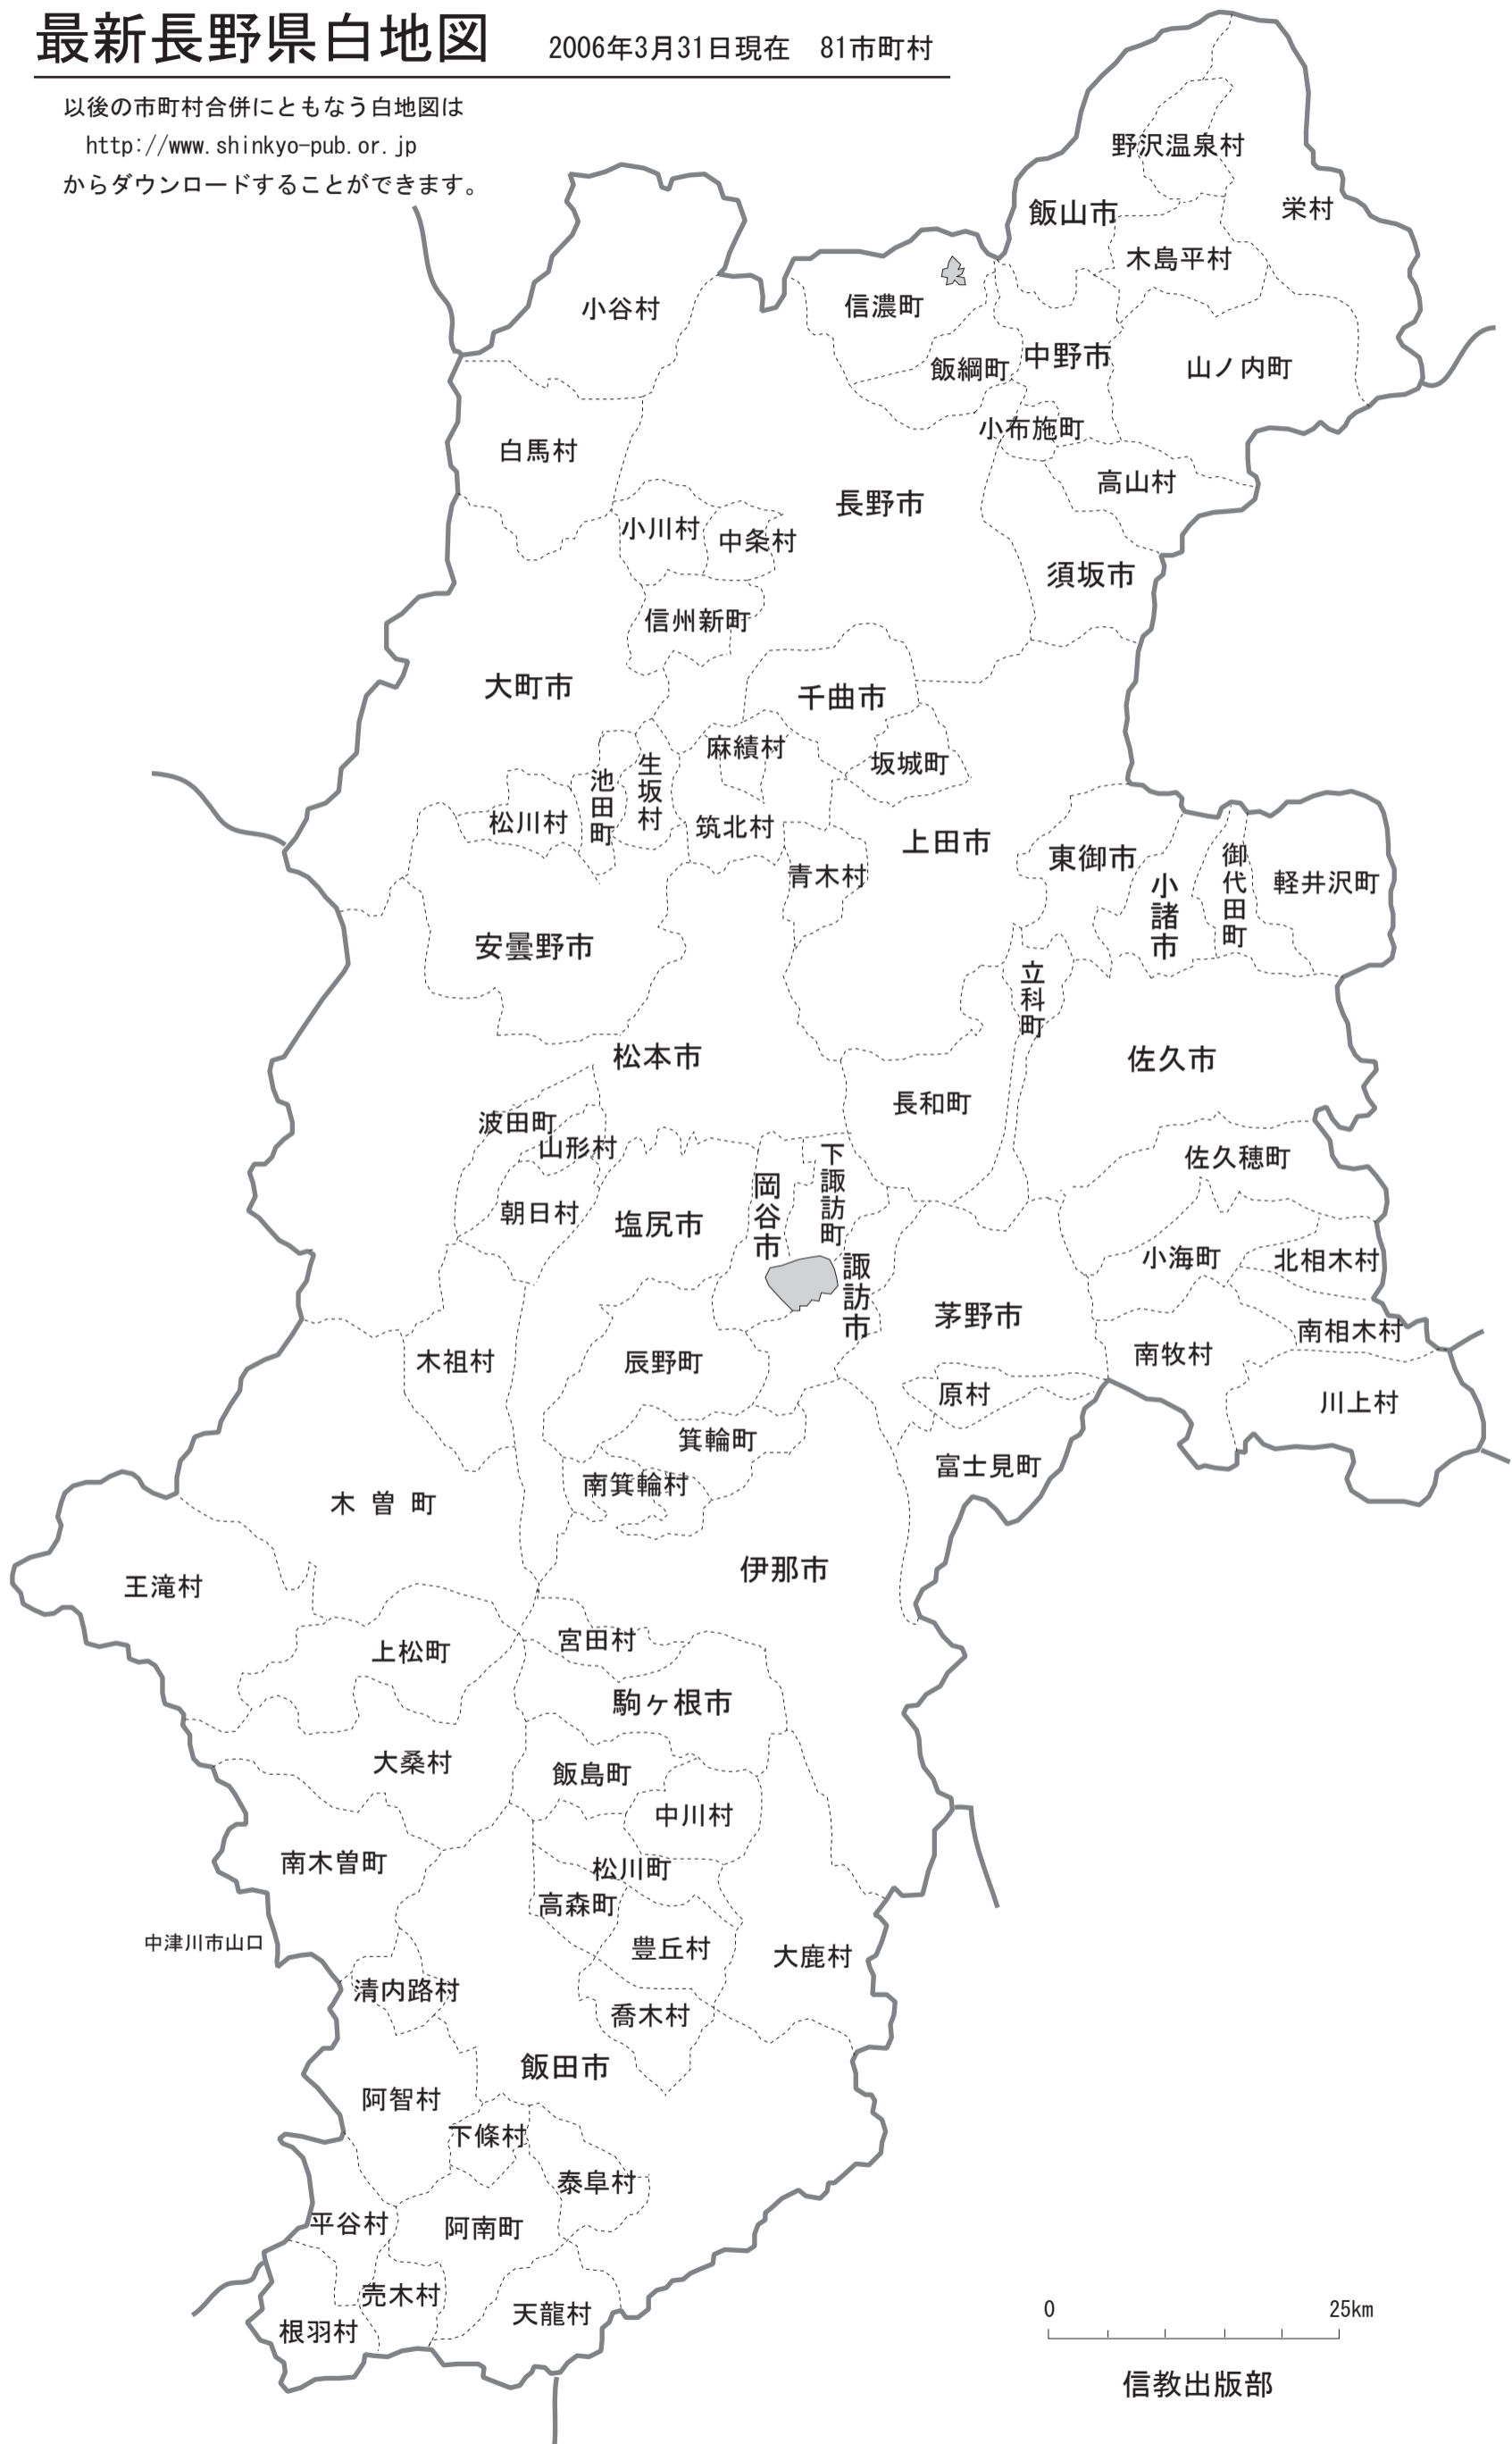 最新長野県白地図
2006年3月31日現在　81市町村
以後の市町村合併にともなう白地図は
http://www.shinkyo-pub.or.jp
からダウンロードすることができます。
野沢温泉村
飯山市
栄村
木島平村
小谷村
信濃町
中野市
飯綱町
山ノ内町
小布施町
白馬村
高山村
長野市
小川村
中条村
須坂市
信州新町
大町市
千曲市
麻績村
坂城町
生坂村
池田町
松川村
筑北村
上田市
東御市
青木村
小諸市
御代田町
軽井沢町
安曇野市
立科町
松本市
佐久市
長和町
波田町
山形村
下諏訪町
佐久穂町
岡谷市
朝日村
塩尻市
小海町
北相木村
諏訪市
茅野市
南相木村
南牧村
木祖村
辰野町
原村
川上村
箕輪町
富士見町
南箕輪村
木曽町
伊那市
王滝村
宮田村
上松町
駒ヶ根市
大桑村
飯島町
中川村
南木曽町
松川町
高森町
中津川市山口
豊丘村
大鹿村
清内路村
喬木村
飯田市
阿智村
下條村
泰阜村
平谷村
阿南町
売木村
天龍村
根羽村
0
25km
信教出版部